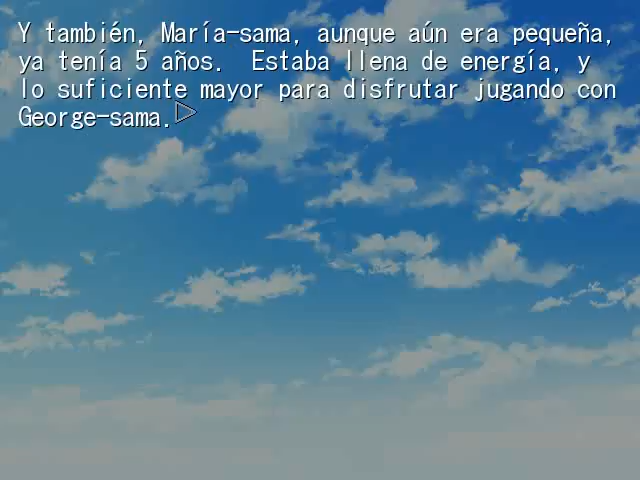 Y también, María-sama, aunque aún era pequeña,
ya tenía 5 años.  Estaba llena de energía, y
lo suficiente mayor para disfrutar jugando con
George-sama.